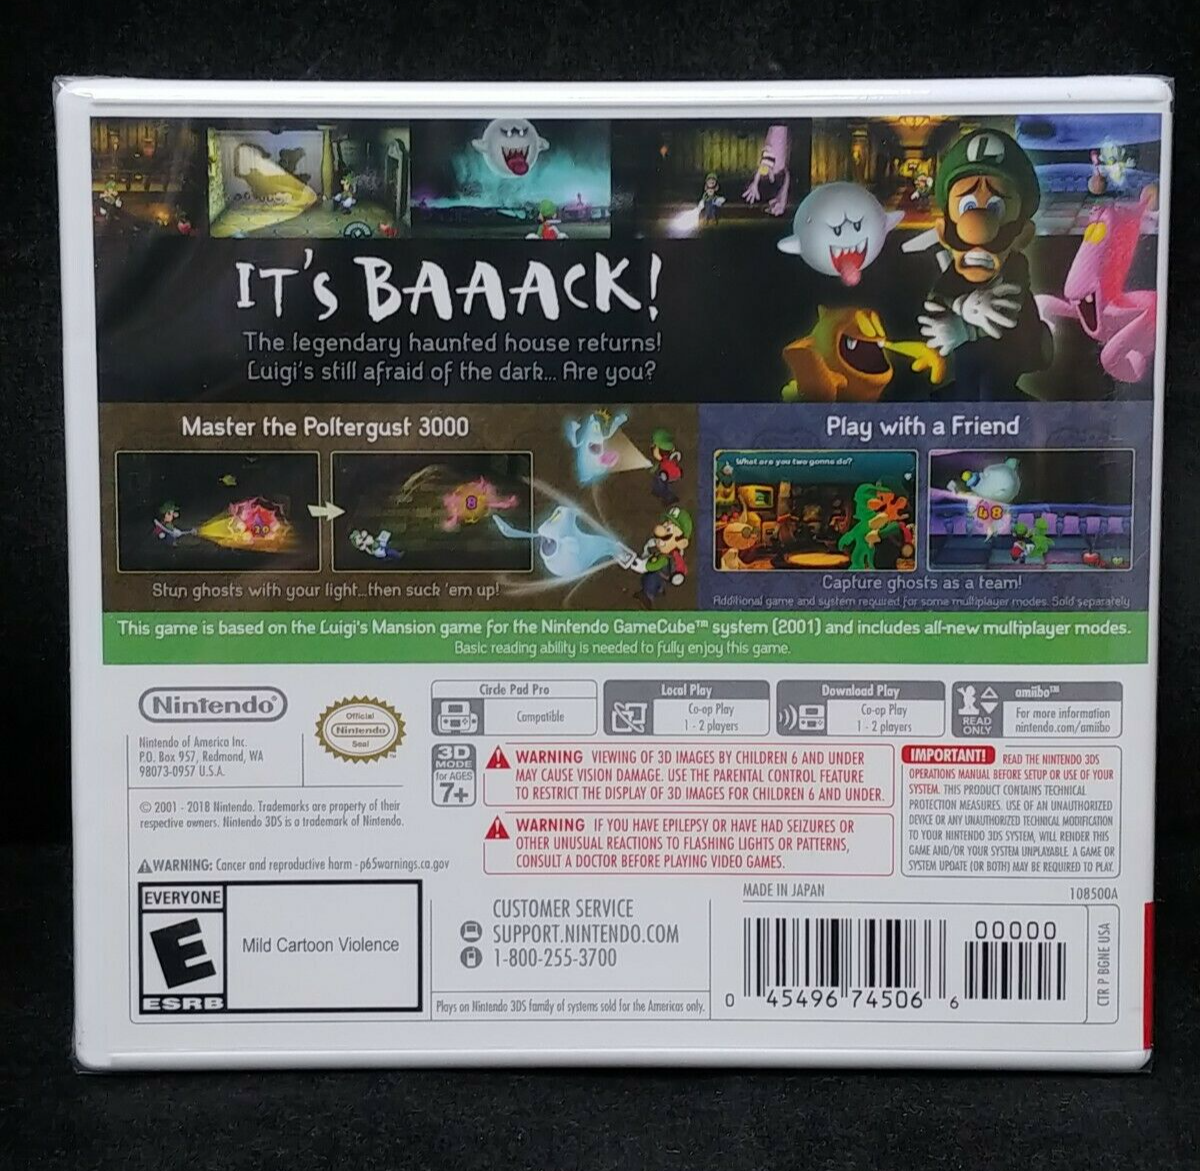 IT'S BAAACK!
The legendary haunted house returns!
Luigi's still afraid of the dark... Are you?
Master the Poltergust 3000
Stun ghosts with your light...then suck 'em up!
Play with a Friend
What are you two gonna do?
48
20
8
Capture ghosts as a team!
Additional game and system required for some multiplayer modes. Sold separately
This game is based on the Luigi's Mansion game for the Nintendo GameCube™ system (2001) and includes all-new multiplayer modes.
Basic reading ability is needed to fully enjoy this game.
Nintendo®
Nintendo of America Inc.
P.O. Box 957, Redmond, WA
98073-0957 U.S.A.
Official
Nintendo
Seal
Circle Pad Pro
Compatible
Local Play
Co-op Play
1 - 2 players
Download Play
Co-op Play
1 - 2 players
READ
ONLY
amiibo™
For more information
nintendo.com/amiibo
3D
MODE
for AGES
7+
WARNING VIEWING OF 3D IMAGES BY CHILDREN 6 AND UNDER
MAY CAUSE VISION DAMAGE. USE THE PARENTAL CONTROL FEATURE
TO RESTRICT THE DISPLAY OF 3D IMAGES FOR CHILDREN 6 AND UNDER.
WARNING IF YOU HAVE EPILEPSY OR HAVE HAD SEIZURES OR
OTHER UNUSUAL REACTIONS TO FLASHING LIGHTS OR PATTERNS,
CONSULT A DOCTOR BEFORE PLAYING VIDEO GAMES.
IMPORTANT! READ THE NINTENDO 3DS
OPERATIONS MANUAL BEFORE SETUP OR USE OF YOUR
SYSTEM. THIS PRODUCT CONTAINS TECHNICAL
PROTECTION MEASURES. USE OF AN UNAUTHORIZED
DEVICE OR ANY UNAUTHORIZED TECHNICAL MODIFICATION
TO YOUR NINTENDO 3DS SYSTEM, WILL RENDER THIS
GAME AND/OR YOUR SYSTEM UNPLAYABLE. A GAME OR
SYSTEM UPDATE (OR BOTH) MAY BE REQUIRED TO PLAY.
© 2001 - 2018 Nintendo. Trademarks are property of their
respective owners. Nintendo 3DS is a trademark of Nintendo.
WARNING: Cancer and reproductive harm - p65warnings.ca.gov
EVERYONE
E
ESRB
Mild Cartoon Violence
CUSTOMER SERVICE
SUPPORT.NINTENDO.COM
1-800-255-3700
Plays on Nintendo 3DS family of systems sold for the Americas only.
MADE IN JAPAN
108500A
00000
0 45496 74506 6
CTR P BGNE USA